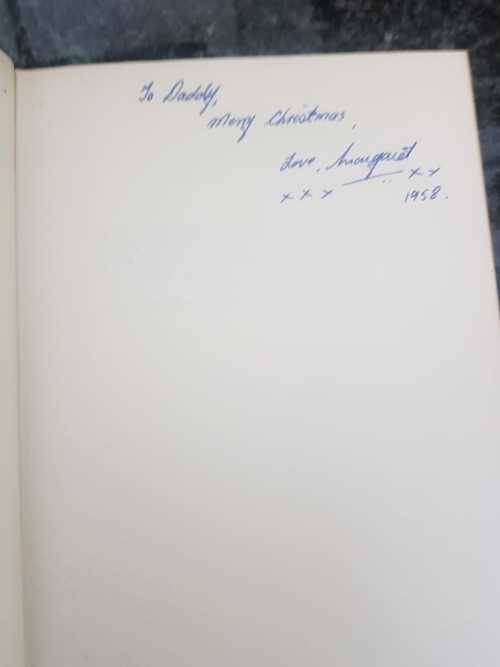 To Daddy,
Merry Christmas,
Love, Margaret
x x x x x
1958.